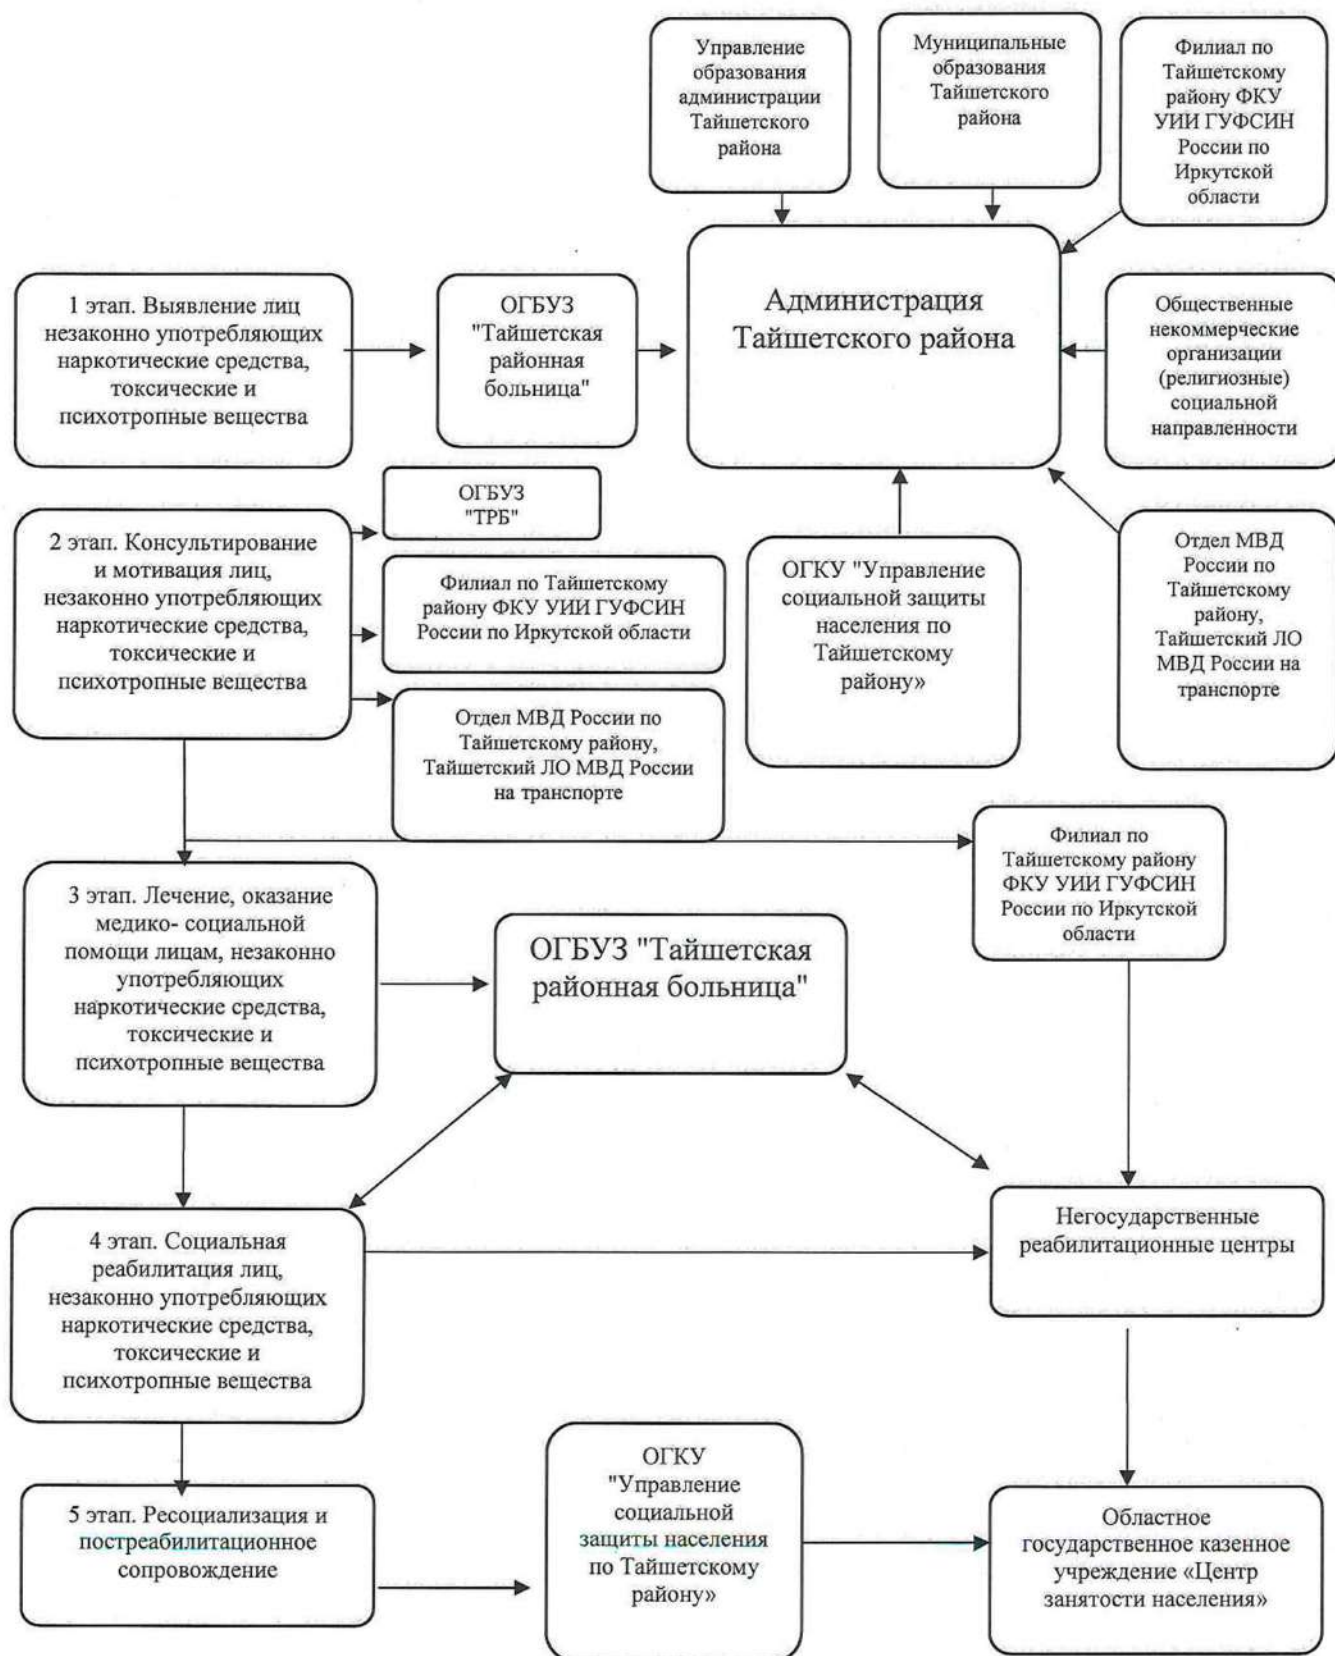 Управление
образования
администрации
Тайшетского
района
Муниципальные
образования
Тайшетского
района
Филиал по
Тайшетскому
району ФКУ
УИИ ГУФСИН
России по
Иркутской
области
1 этап. Выявление лиц
незаконно употребляющих
наркотические средства,
токсические и
психотропные вещества
ОГБУЗ
"Тайшетская
районная
больница"
Администрация
Тайшетского района
Общественные
некоммерческие
организации
(религиозные)
социальной
направленности
2 этап. Консультирование
и мотивация лиц,
незаконно употребляющих
наркотические средства,
токсические и
психотропные вещества
ОГБУЗ
"ТРБ"
Филиал по Тайшетскому
району ФКУ УИИ ГУФСИН
России по Иркутской области
Отдел МВД России по
Тайшетскому району,
Тайшетский ЛО МВД России
на транспорте
ОГКУ "Управление
социальной защиты
населения по
Тайшетскому
району»
Отдел МВД
России по
Тайшетскому
району,
Тайшетский ЛО
МВД России на
транспорте
Филиал по
Тайшетскому району
ФКУ УИИ ГУФСИН
России по Иркутской
области
3 этап. Лечение, оказание
медико- социальной
помощи лицам, незаконно
употребляющих
наркотические средства,
токсические и
психотропные вещества
ОГБУЗ "Тайшетская
районная больница"
4 этап. Социальная
реабилитация лиц,
незаконно употребляющих
наркотические средства,
токсические и
психотропные вещества
Негосударственные
реабилитационные центры
5 этап. Ресоциализация и
постреабилитационное
сопровождение
ОГКУ
"Управление
социальной
защиты населения
по Тайшетскому
району»
Областное
государственное казенное
учреждение «Центр
занятости населения»